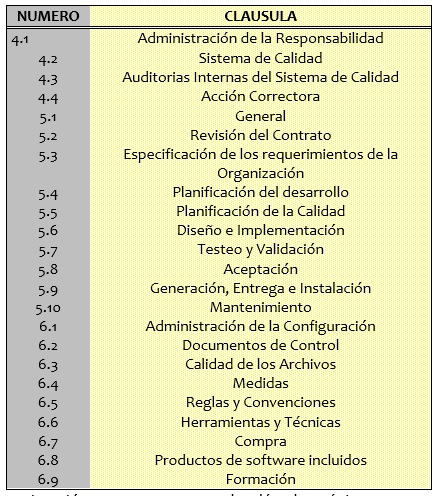 NUMERO CLAUSULA
4.1 Administración de la Responsabilidad
4.2 Sistema de Calidad
4.3 Auditorias Internas del Sistema de Calidad
4.4 Acción Correctora
5.1 General
5.2 Revisión del Contrato
5.3 Especificación de los requerimientos de la
Organización
5.4 Planificación del desarrollo
5.5 Planificación de la Calidad
5.6 Diseño e Implementación
5.7 Testeo y Validación
5.8 Aceptación
5.9 Generación, Entrega e Instalación
5.10 Mantenimiento
6.1 Administración de la Configuración
6.2 Documentos de Control
6.3 Calidad de los Archivos
6.4 Medidas
6.5 Reglas y Convenciones
6.6 Herramientas y Técnicas
6.7 Compra
6.8 Productos de software incluidos
6.9 Formación